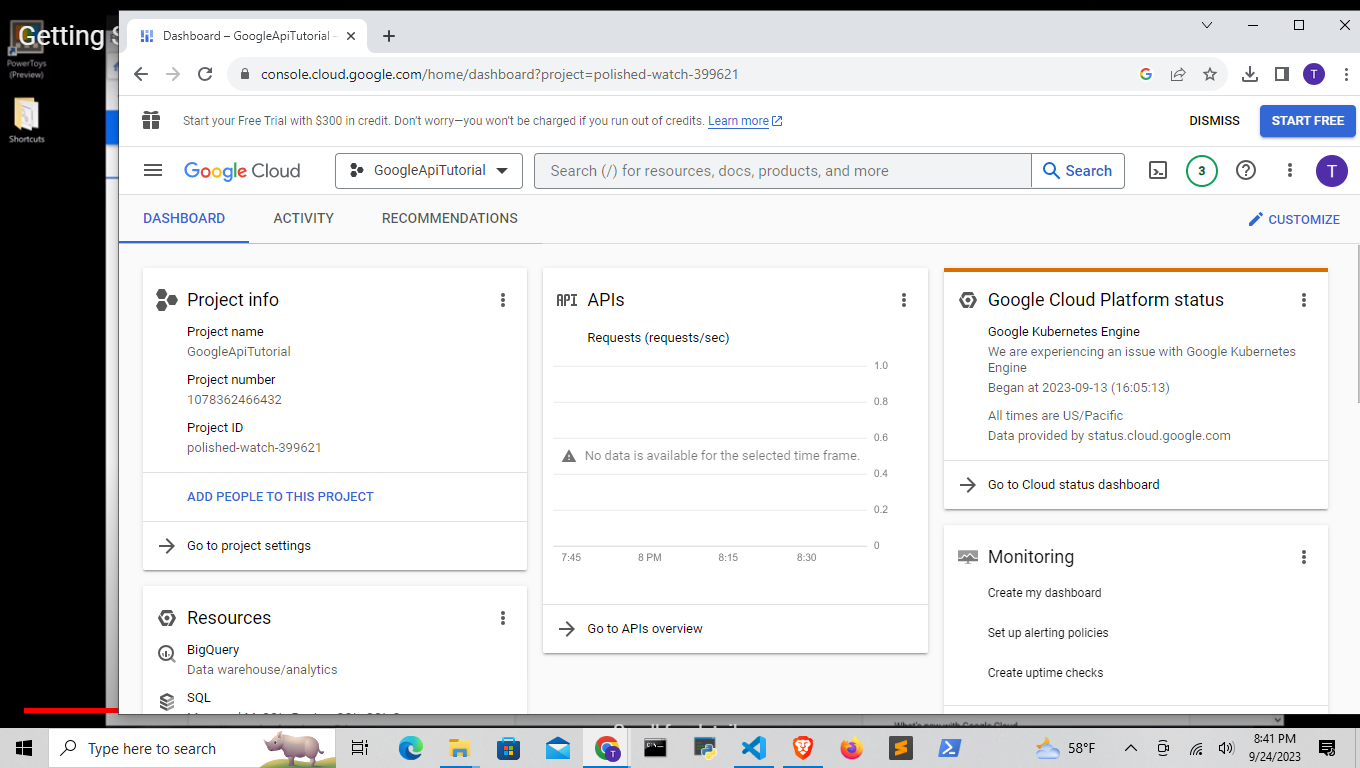 Getting
PowerToys
(Preview)
Shortcuts
Dashboard – GoogleApiTutorial –
console.cloud.google.com/home/dashboard?project=polished-watch-399621
T
Start your Free Trial with $300 in credit. Don't worry—you won't be charged if you run out of credits. Learn more
DISMISS
START FREE
Google Cloud
GoogleApiTutorial
Search (/) for resources, docs, products, and more
Search
3
T
DASHBOARD
ACTIVITY
RECOMMENDATIONS
CUSTOMIZE
Project info
Project name
GoogleApiTutorial
Project number
1078362466432
Project ID
polished-watch-399621
ADD PEOPLE TO THIS PROJECT
Go to project settings
Resources
BigQuery
Data warehouse/analytics
SQL
API APIs
Requests (requests/sec)
1.0
0.8
0.6
No data is available for the selected time frame.
0.4
0.2
0
7:45 8 PM 8:15 8:30
Go to APIs overview
Google Cloud Platform status
Google Kubernetes Engine
We are experiencing an issue with Google Kubernetes
Engine
Began at 2023-09-13 (16:05:13)
All times are US/Pacific
Data provided by status.cloud.google.com
Go to Cloud status dashboard
Monitoring
Create my dashboard
Set up alerting policies
Create uptime checks
Type here to search
58°F
8:41 PM
9/24/2023